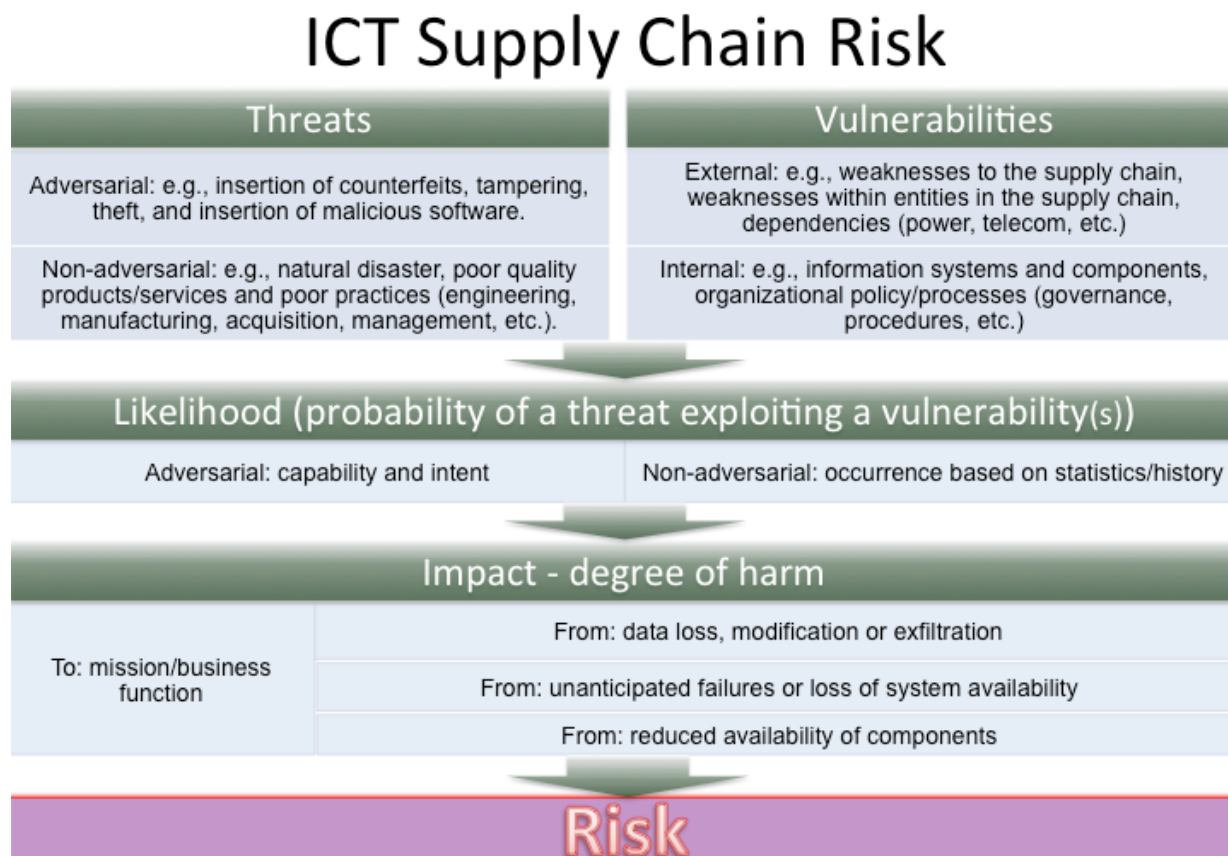 ICT Supply Chain Risk
Threats
Vulnerabilities
Adversarial: e.g., insertion of counterfeits, tampering,
theft, and insertion of malicious software.
External: e.g., weaknesses to the supply chain,
weaknesses within entities in the supply chain,
dependencies (power, telecom, etc.)
Non-adversarial: e.g., natural disaster, poor quality
products/services and poor practices (engineering,
manufacturing, acquisition, management, etc.).
Internal: e.g., information systems and components,
organizational policy/processes (governance,
procedures, etc.)
Likelihood (probability of a threat exploiting a vulnerability(s))
Adversarial: capability and intent
Non-adversarial: occurrence based on statistics/history
Impact - degree of harm
To: mission/business
function
From: data loss, modification or exfiltration
From: unanticipated failures or loss of system availability
From: reduced availability of components
Risk